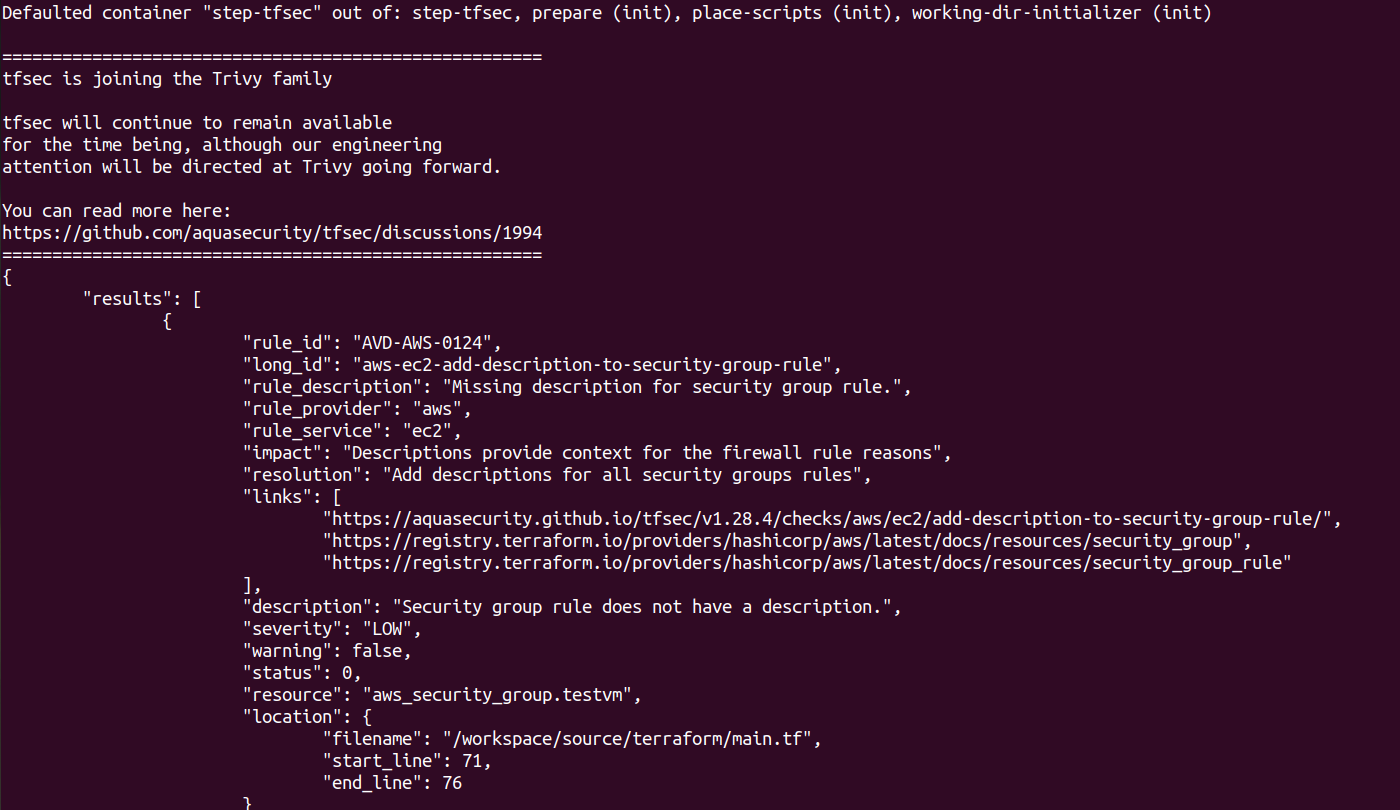 Defaulted container "step-tfsec" out of: step-tfsec, prepare (init), place-scripts (init), working-dir-initializer (init)

======================================================
tfsec is joining the Trivy family

tfsec will continue to remain available
for the time being, although our engineering
attention will be directed at Trivy going forward.

You can read more here:
https://github.com/aquasecurity/tfsec/discussions/1994
======================================================
{
        "results": [
                {
                        "rule_id": "AVD-AWS-0124",
                        "long_id": "aws-ec2-add-description-to-security-group-rule",
                        "rule_description": "Missing description for security group rule.",
                        "rule_provider": "aws",
                        "rule_service": "ec2",
                        "impact": "Descriptions provide context for the firewall rule reasons",
                        "resolution": "Add descriptions for all security groups rules",
                        "links": [
                                "https://aquasecurity.github.io/tfsec/v1.28.4/checks/aws/ec2/add-description-to-security-group-rule/",
                                "https://registry.terraform.io/providers/hashicorp/aws/latest/docs/resources/security_group",
                                "https://registry.terraform.io/providers/hashicorp/aws/latest/docs/resources/security_group_rule"
                        ],
                        "description": "Security group rule does not have a description.",
                        "severity": "LOW",
                        "warning": false,
                        "status": 0,
                        "resource": "aws_security_group.testvm",
                        "location": {
                                "filename": "/workspace/source/terraform/main.tf",
                                "start_line": 71,
                                "end_line": 76
                        }